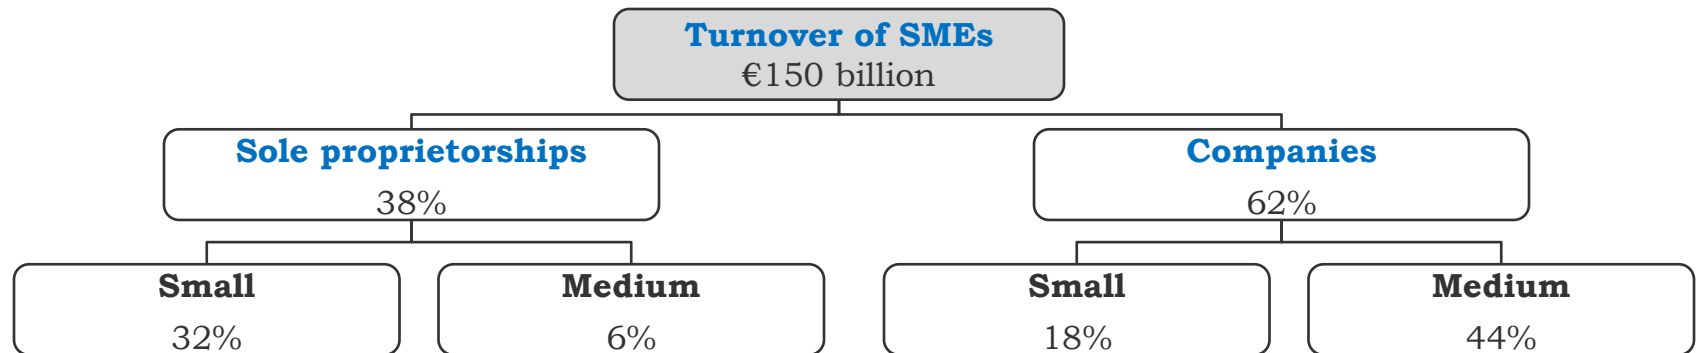 Turnover of SMEs
€150 billion
Sole proprietorships
38%
Companies
62%
Small
32%
Medium
6%
Small
18%
Medium
44%